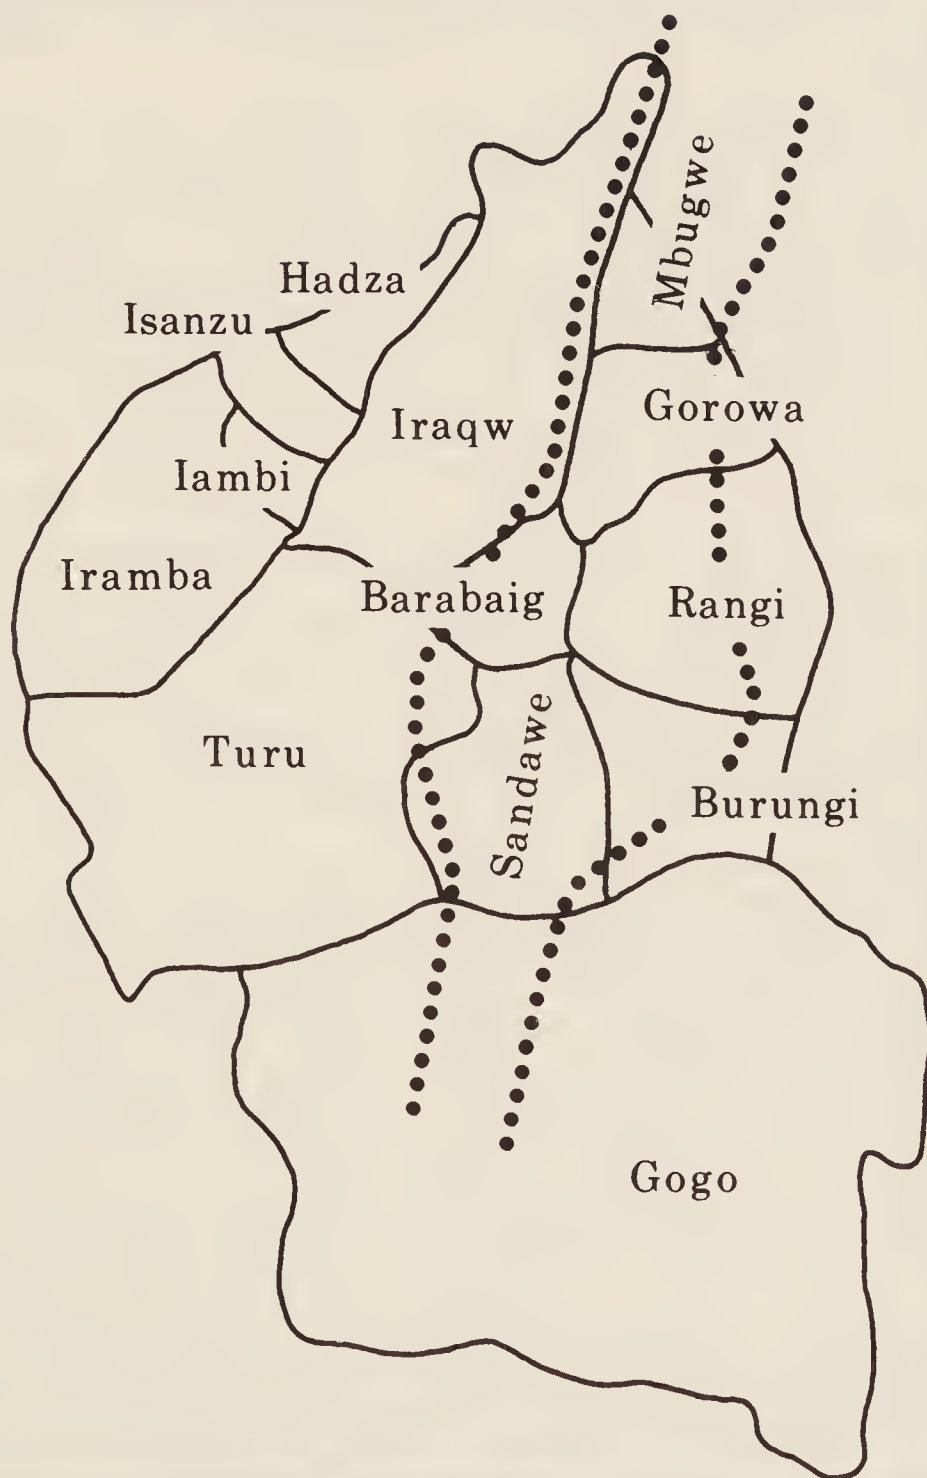 Mbugwe
Hadza
Isanzu
Gorowa
Iraqw
Iambi
Iramba
Barabaig
Rangi
Turu
Sandawe
Burungi
Gogo